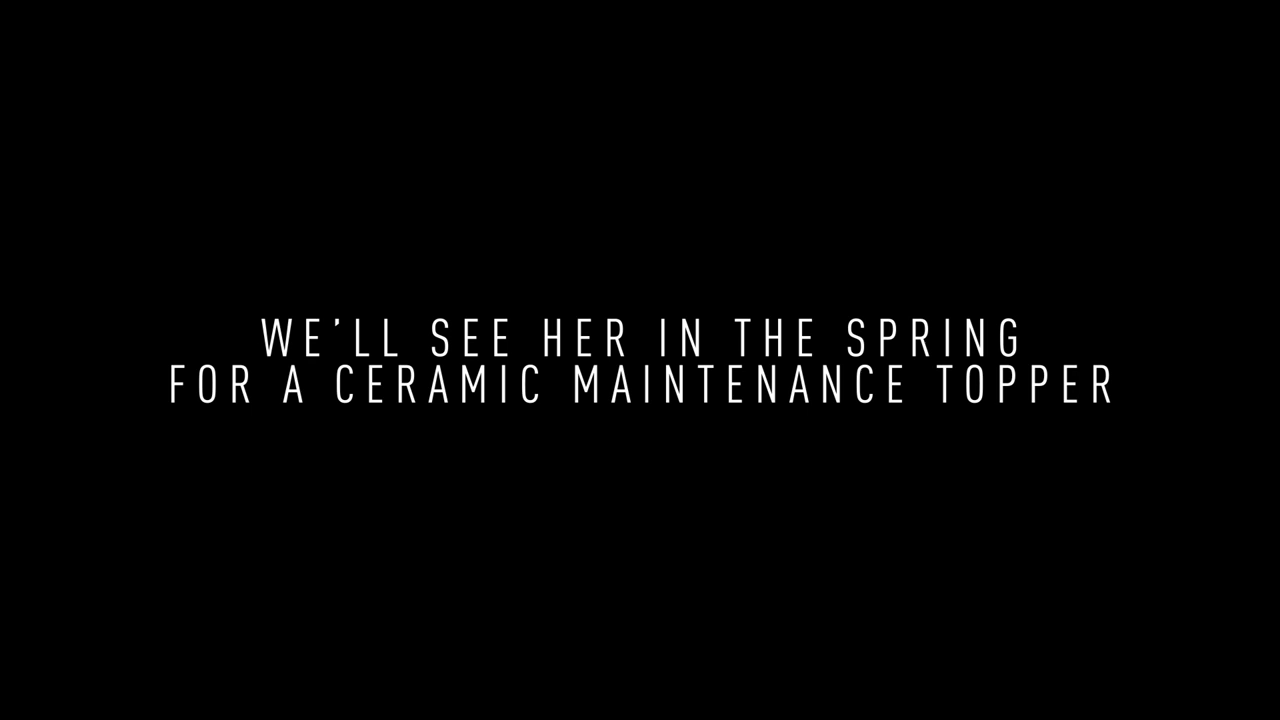 WE’LL SEE HER IN THE SPRING
FOR A CERAMIC MAINTENANCE TOPPER